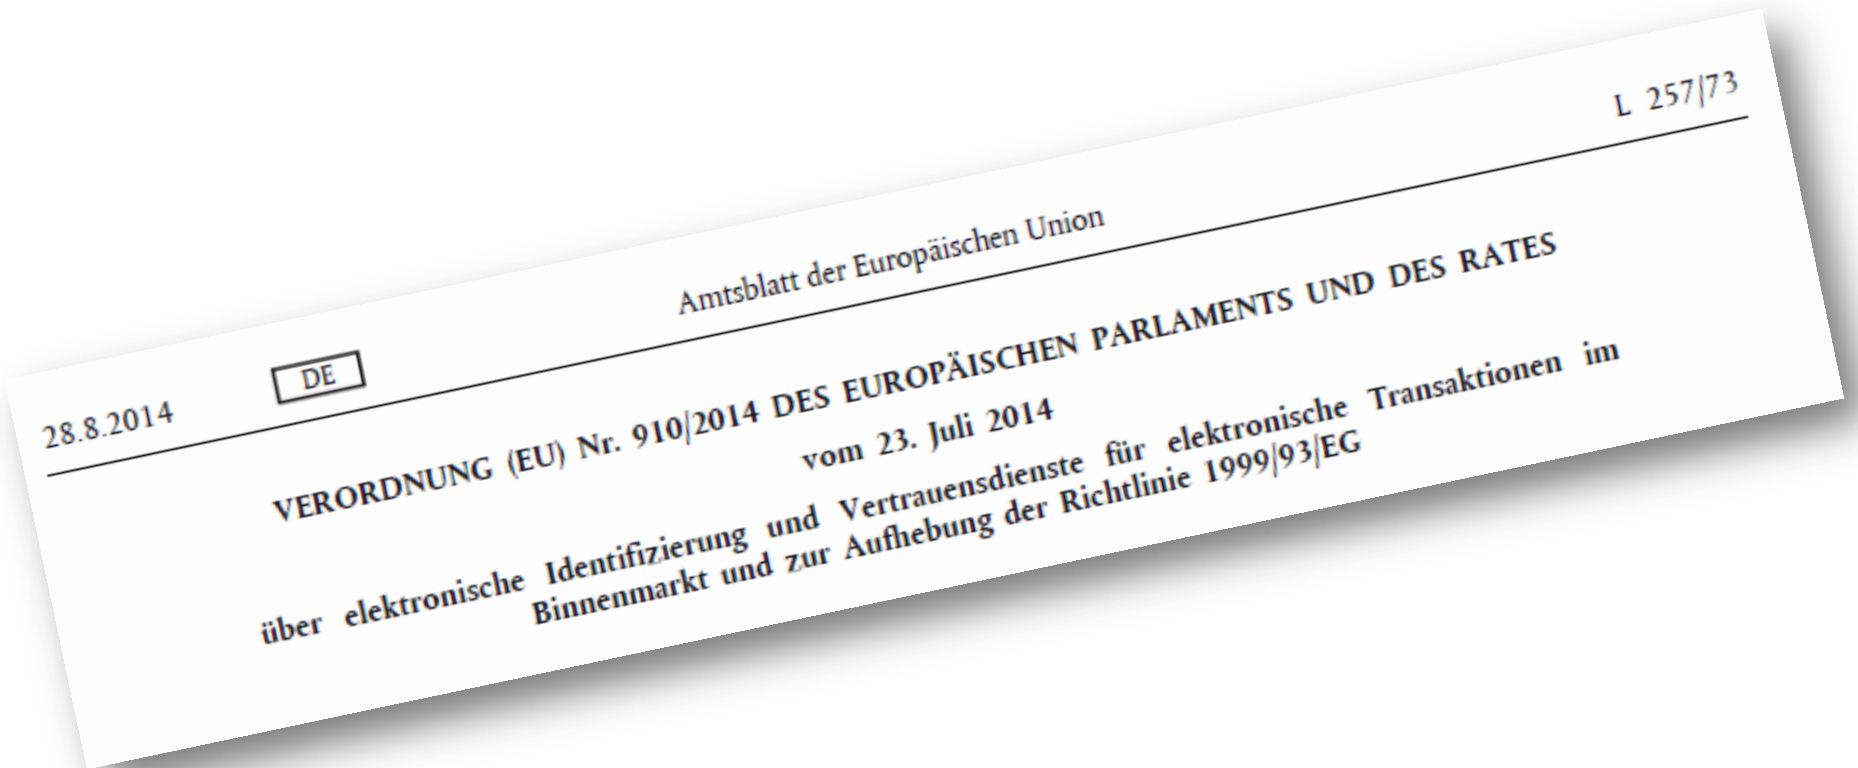 28.8.2014 DE Amtsblatt der Europäischen Union L 257/73
VERORDNUNG (EU) Nr. 910/2014 DES EUROPÄISCHEN PARLAMENTS UND DES RATES
vom 23. Juli 2014
über elektronische Identifizierung und Vertrauensdienste für elektronische Transaktionen im
Binnenmarkt und zur Aufhebung der Richtlinie 1999/93/EG